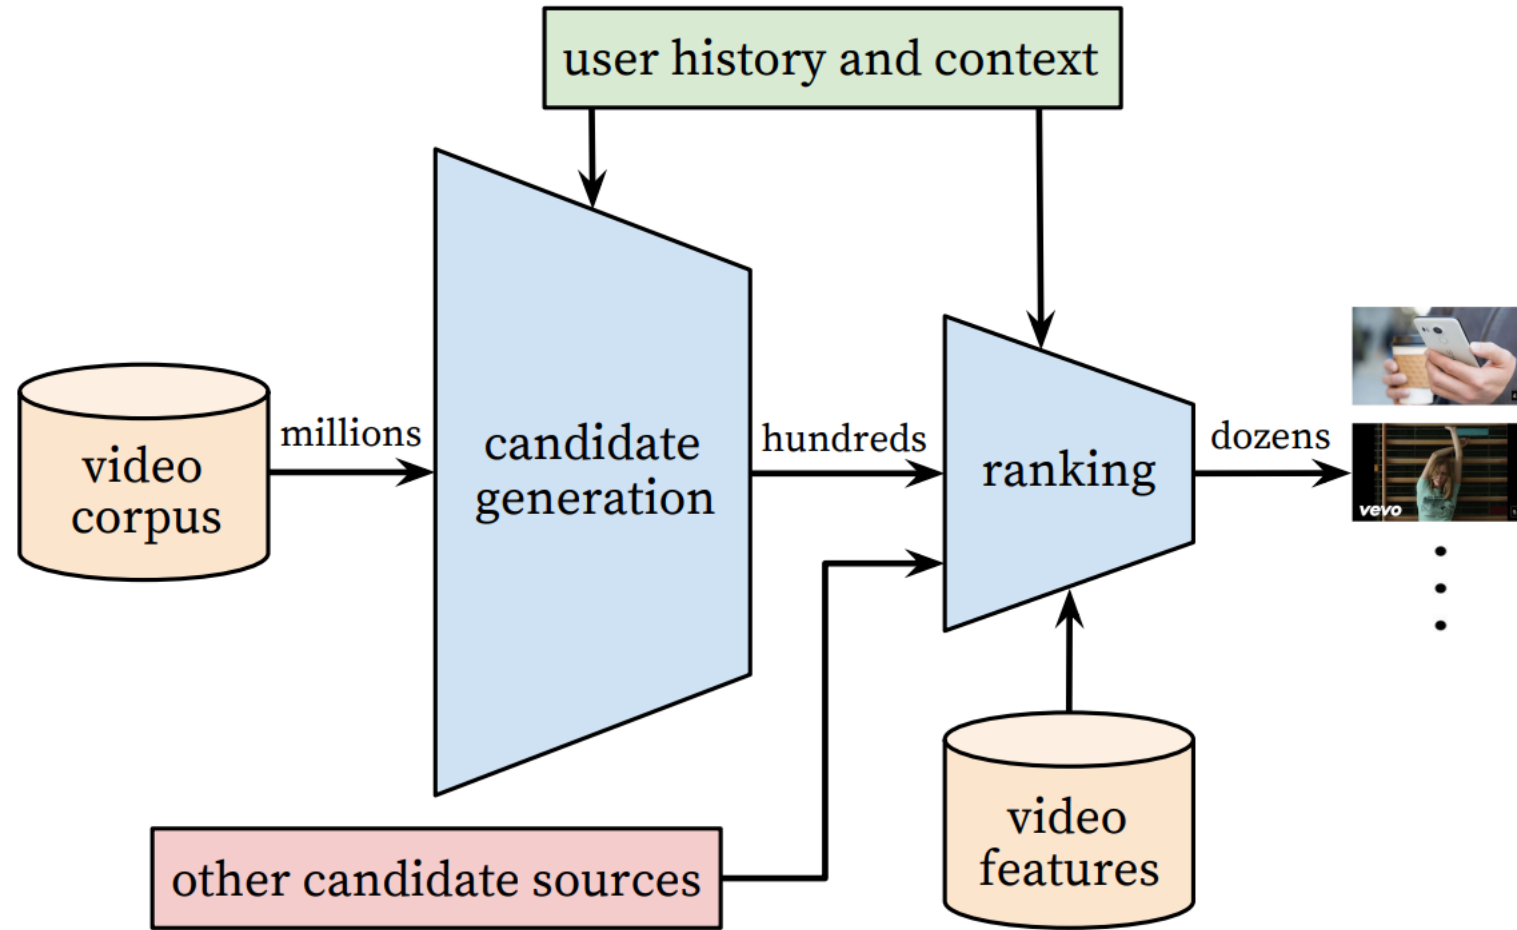 user history and context
millions
video
corpus
candidate
generation
hundreds
ranking
dozens
vevo
other candidate sources
video
features